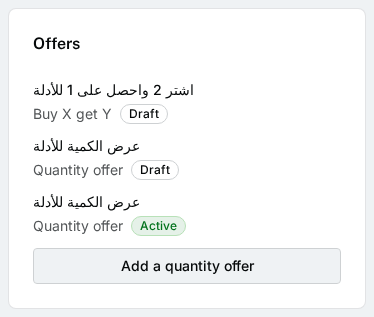 Offers
اشتر 2 واحصل على 1 للأدلة
Buy X get Y Draft
عرض الكمية للأدلة
Quantity offer Draft
عرض الكمية للأدلة
Quantity offer Active
Add a quantity offer